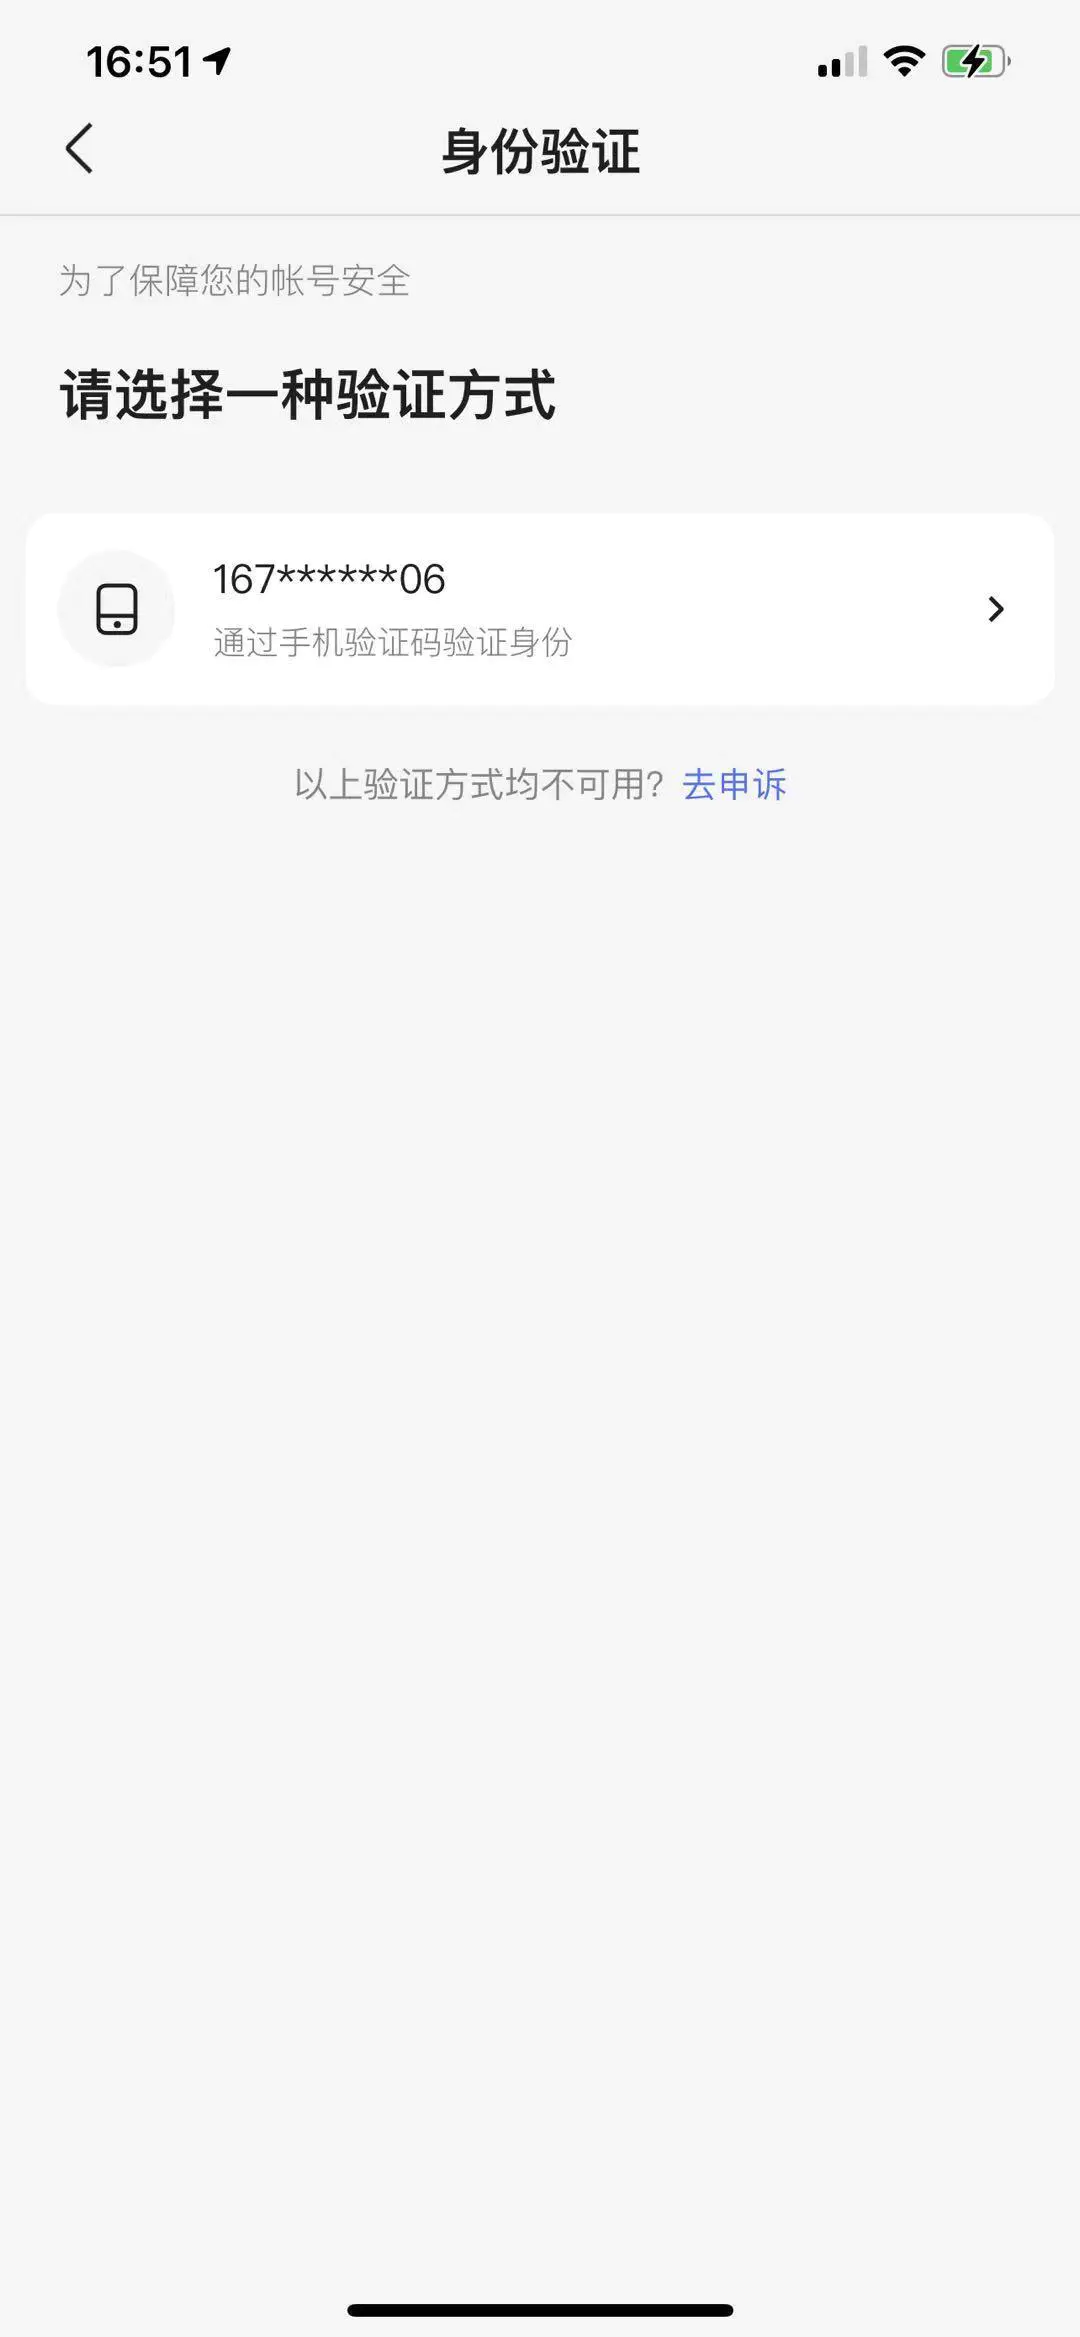 16:51
身份验证
为了保障您的帐号安全
请选择一种验证方式
167******06
通过手机验证码验证身份
以上验证方式均不可用? 去申诉